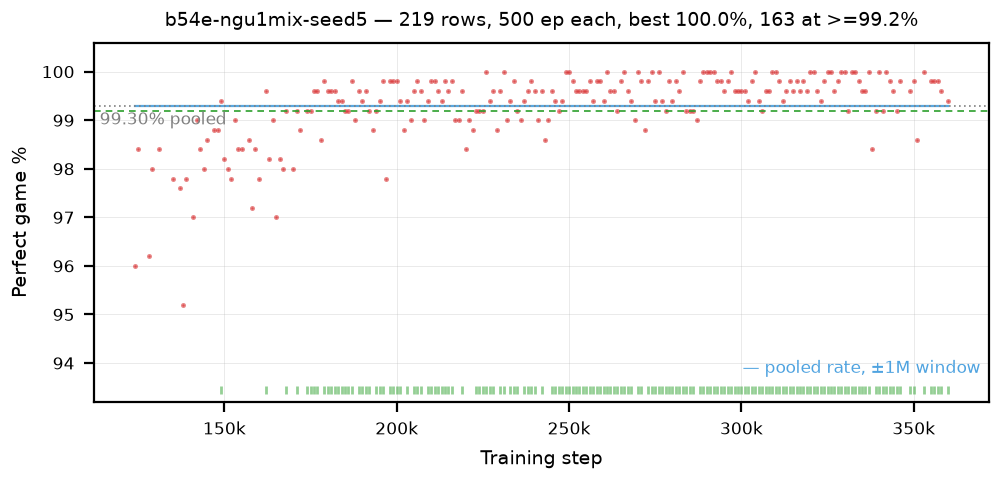 b54e-ngu1mix-seed5 — 219 rows, 500 ep each, best 100.0%, 163 at >=99.2%
Perfect game %
100
99
98
97
96
95
94
99.30% pooled
— pooled rate, ±1M window
150k
200k
250k
300k
350k
Training step